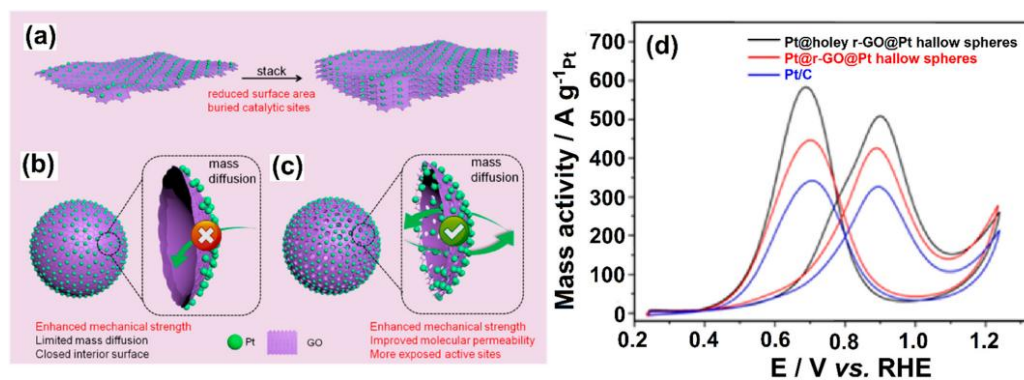 (a)
stack
reduced surface area
buried catalytic sites
(b)
mass
diffusion
(c)
mass
diffusion
Enhanced mechanical strength
Limited mass diffusion
Closed interior surface
Pt
GO
Enhanced mechanical strength
Improved molecular permeability
More exposed active sites
(d)
Pt@holey r-GO@Pt hallow spheres
Pt@r-GO@Pt hallow spheres
Pt/C
Mass activity / A g⁻¹Pt
700
600
500
400
300
200
100
0
0.2
0.4
0.6
0.8
1.0
1.2
E / V vs. RHE